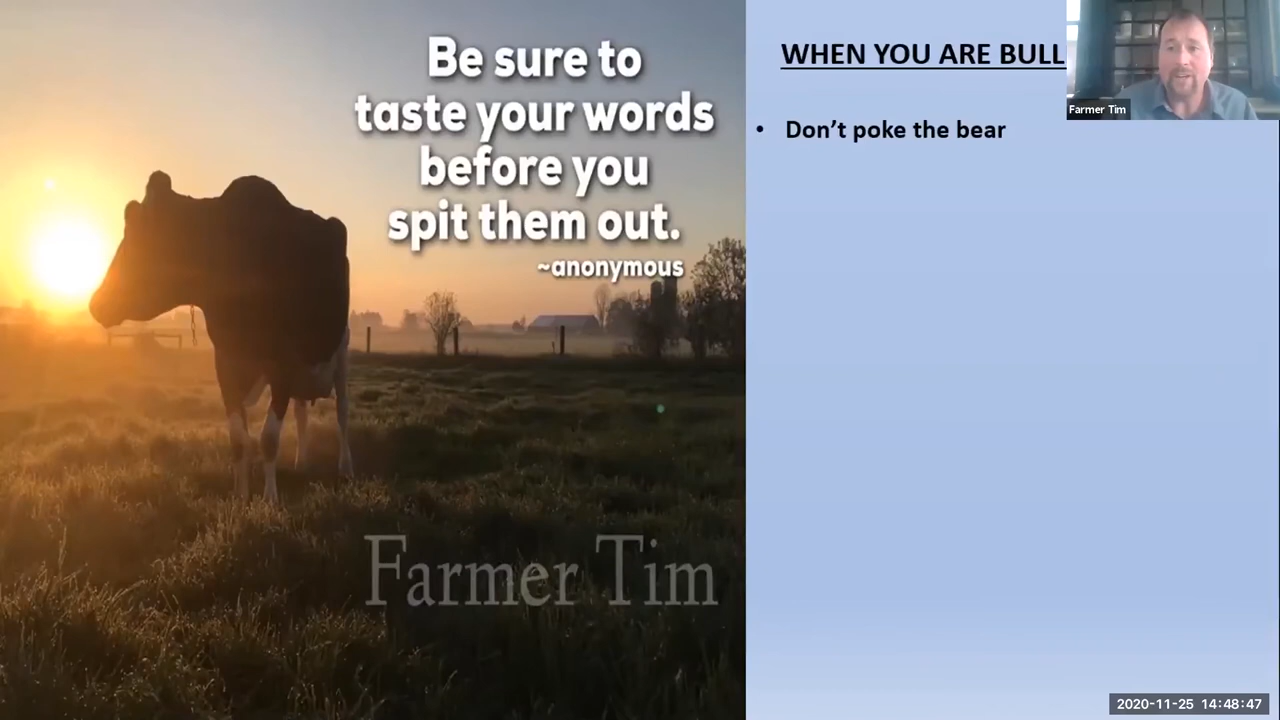 Be sure to
taste your words
before you
spit them out.
~anonymous
Farmer Tim
WHEN YOU ARE BULL
• Don't poke the bear
Farmer Tim
2020-11-25 14:48:47